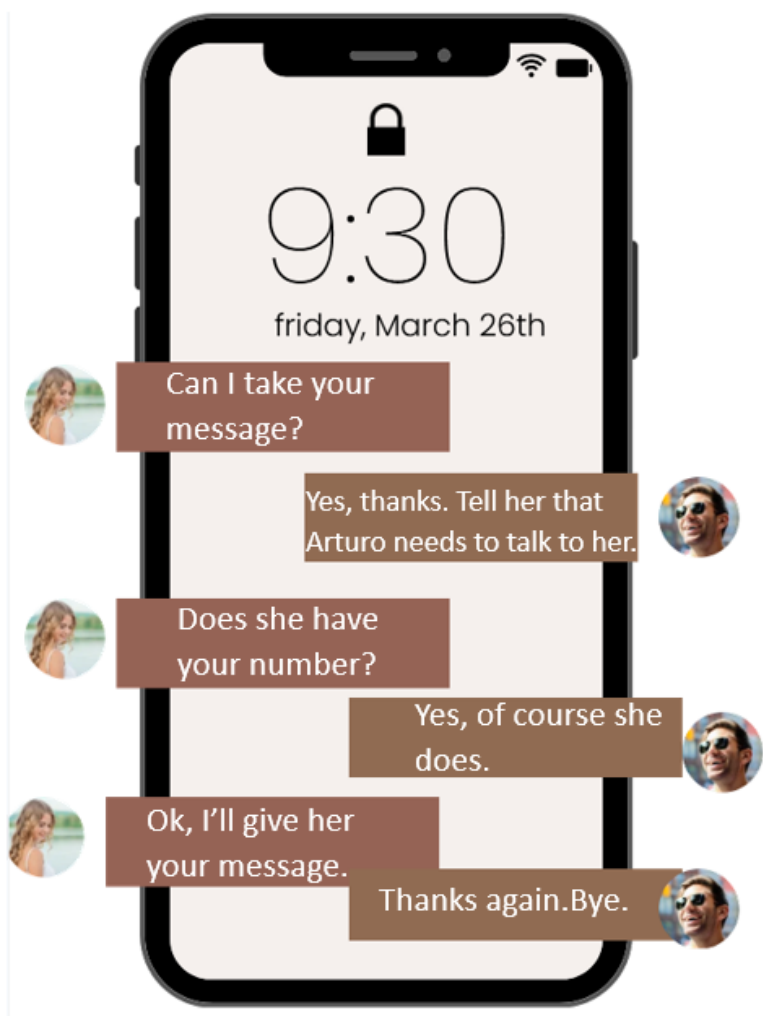 9:30
friday, March 26th
Can I take your
message?
Yes, thanks. Tell her that
Arturo needs to talk to her.
Does she have
your number?
Yes, of course she
does.
Ok, I’ll give her
your message.
Thanks again.Bye.